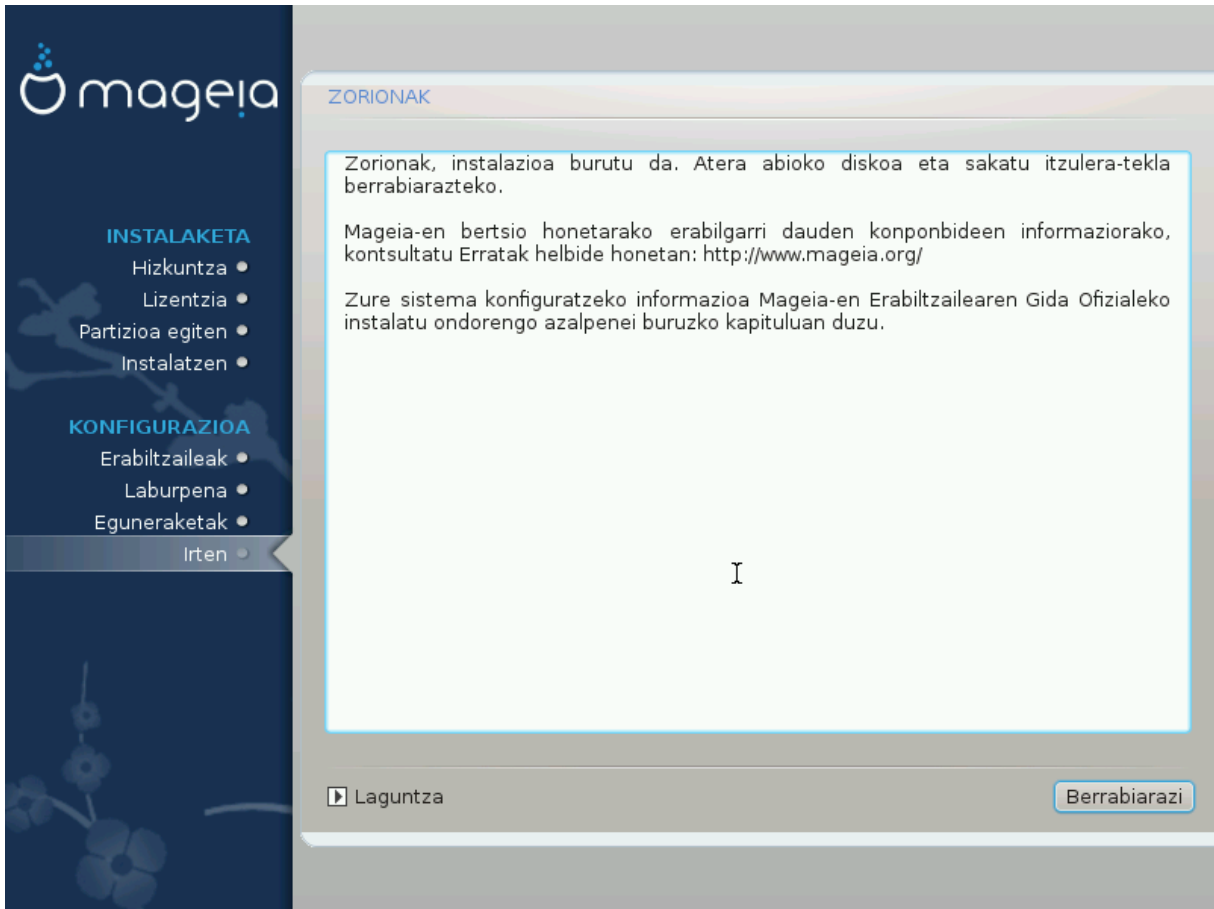 mageia
INSTALAKETA
Hizkuntza
Lizentzia
Partizioa egiten
Instalatzen
KONFIGURAZIOA
Erabiltzaileak
Laburpena
Eguneraketak
Irten
ZORIONAK
Zorionak, instalazioa burutu da. Atera abioko diskoa eta sakatu itzulera-tekla
berrabiarazteko.
Mageia-en bertsio honetarako erabilgarri dauden konponbideen informaziorako,
kontsultatu Erratak helbide honetan: http://www.mageia.org/
Zure sistema konfiguratzeko informazioa Mageia-en Erabiltzailearen Gida Ofizialeko
instalatu ondorengo azalpenei buruzko kapituluan duzu.
Laguntza
Berrabiarazi